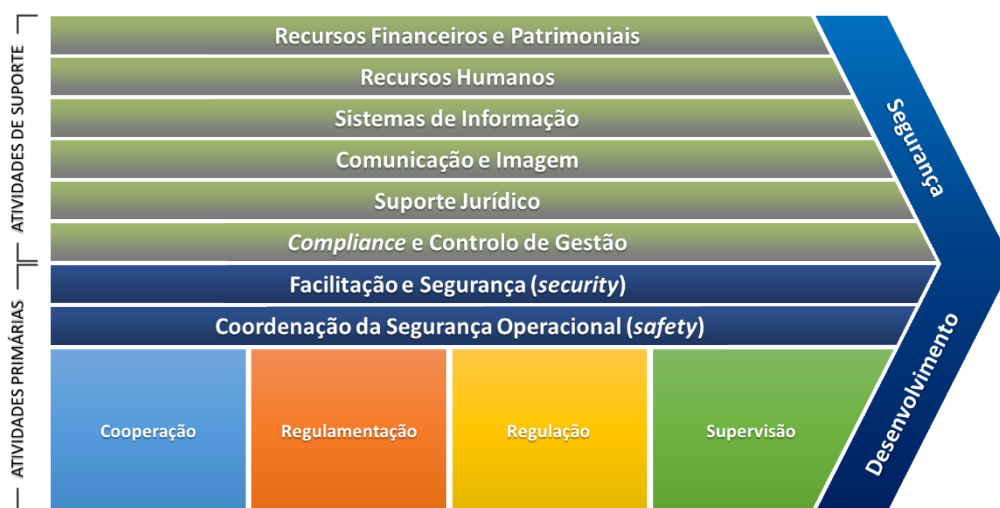 ATIVIDADES DE SUPORTE
Recursos Financeiros e Patrimoniais
Recursos Humanos
Sistemas de Informação
Comunicação e Imagem
Suporte Jurídico
Compliance e Controlo de Gestão
ATIVIDADES PRIMÁRIAS
Facilitação e Segurança (security)
Coordenação da Segurança Operacional (safety)
Cooperação
Regulamentação
Regulação
Supervisão
Segurança
Desenvolvimento